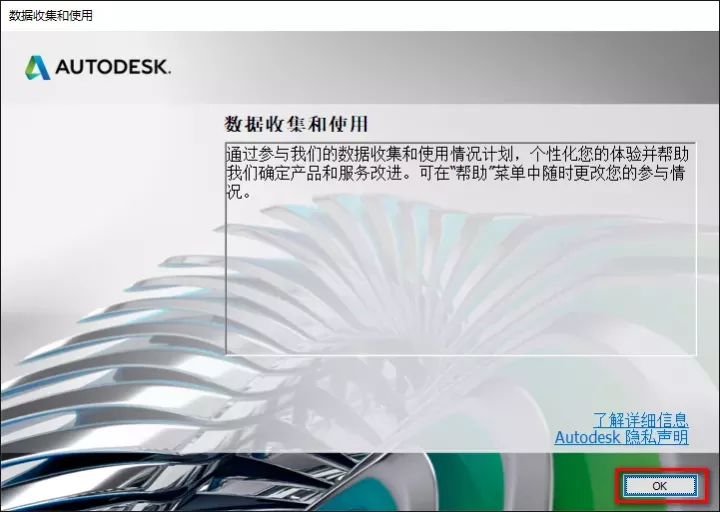 数据收集和使用
AUTODESK.
数据收集和使用
通过参与我们的数据收集和使用情况计划，个性化您的体验并帮助
我们确定产品和服务改进。可在"帮助"菜单中随时更改您的参与情
况。
了解详细信息
Autodesk 隐私声明
OK